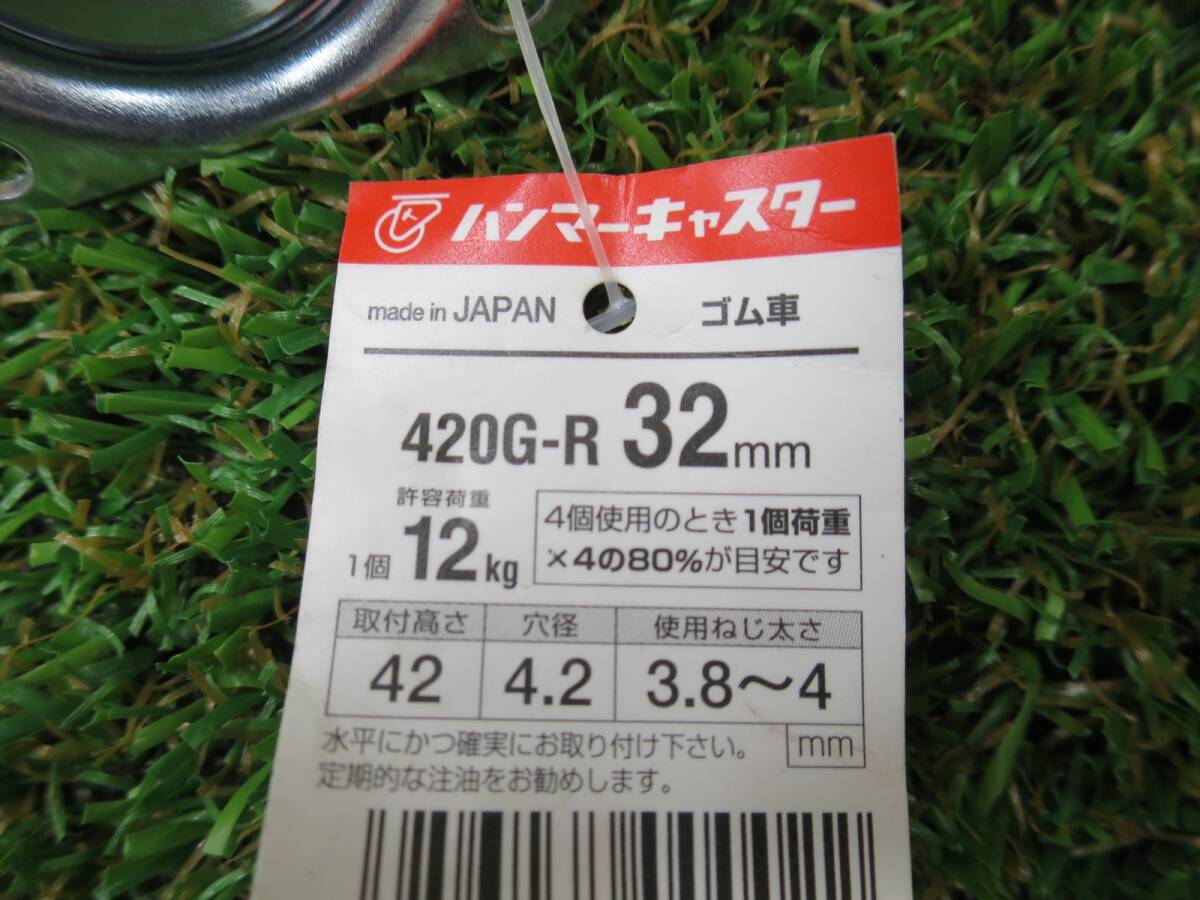 ハンマーキャスター
made in JAPAN ゴム車
420G-R 32mm
許容荷重
1個 12kg
4個使用のとき1個荷重
×4の80%が目安です
取付高さ 穴径 使用ねじ太さ
42 4.2 3.8〜4
水平にかつ確実にお取り付け下さい。 mm
定期的な注油をお勧めします。